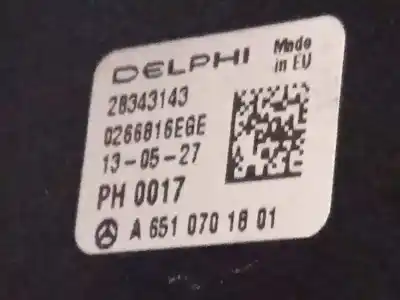 DELPHI
Made
in EU
28343143
0266816EGE
13-05-27
PH 0017
A 651 070 18 01